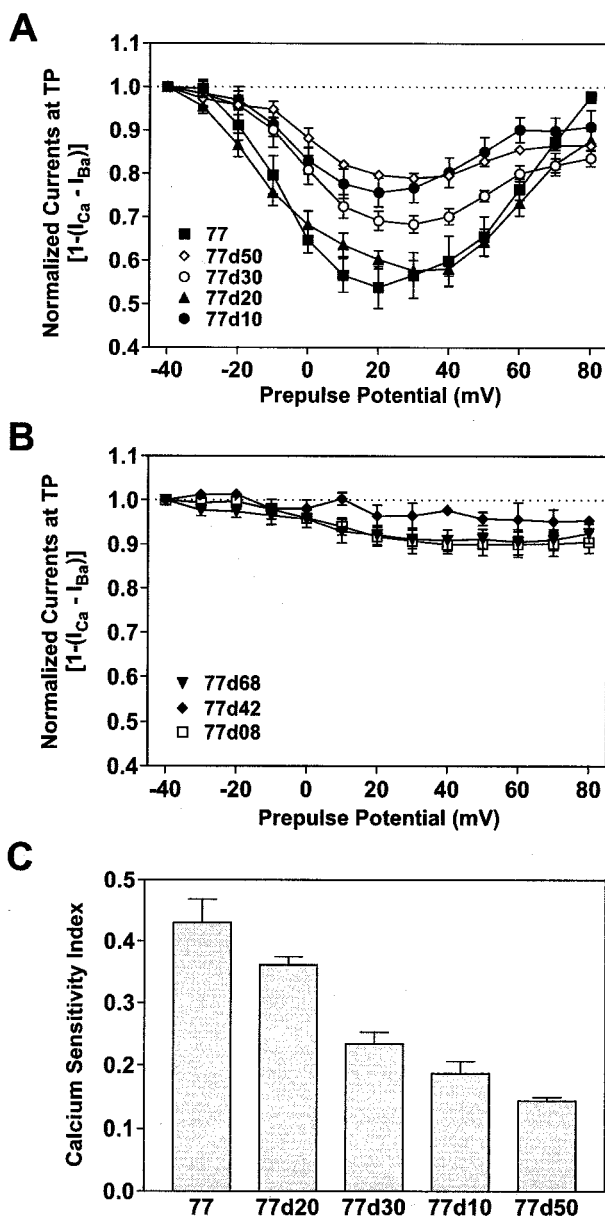 A
Normalized Currents at TP
[1-(I_Ca - I_Ba)]
1.1
1.0
0.9
0.8
0.7
0.6
0.5
0.4
77
77d50
77d30
77d20
77d10
-40 -20 0 20 40 60 80
Prepulse Potential (mV)
B
Normalized Currents at TP
[1-(I_Ca - I_Ba)]
1.1
1.0
0.9
0.8
0.7
0.6
0.5
0.4
77d68
77d42
77d08
-40 -20 0 20 40 60 80
Prepulse Potential (mV)
C
Calcium Sensitivity Index
0.5
0.4
0.3
0.2
0.1
0.0
77 77d20 77d30 77d10 77d50